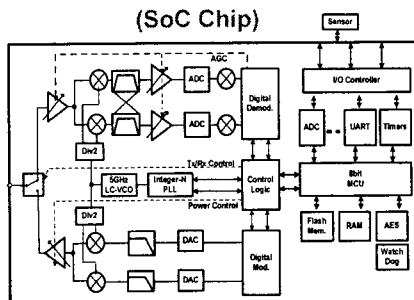 (SoC Chip)
Sensor
AGC
I/O Controller
ADC
Digital
Demod.
ADC
ADC
UART
Timers
Div2
Tx/Rx Control
5GHz
LC-VCO
Integer-N
PLL
Control
Logic
8bit
MCU
Power Control
Div2
Flash
Mem.
RAM
AES
DAC
Digital
Mod.
Watch
Dog
DAC